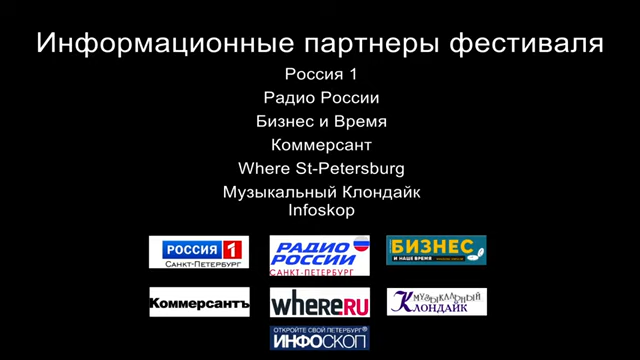 Информационные партнеры фестиваля
Россия 1
Радио России
Бизнес и Время
Коммерсант
Where St-Petersburg
Музыкальный Клондайк
Infoskop
РОССИЯ 1
САНКТ-ПЕТЕРБУРГ
РАДИО
РОССИИ
САНКТ-ПЕТЕРБУРГ
БИЗНЕС
И НАШЕ ВРЕМЯ
Коммерсантъ
whereRU
МУЗЫКАЛЬНЫЙ
КЛОНДАЙК
ОТКРОЙТЕ СВОЙ ПЕТЕРБУРГ®
ИНФОСКОП